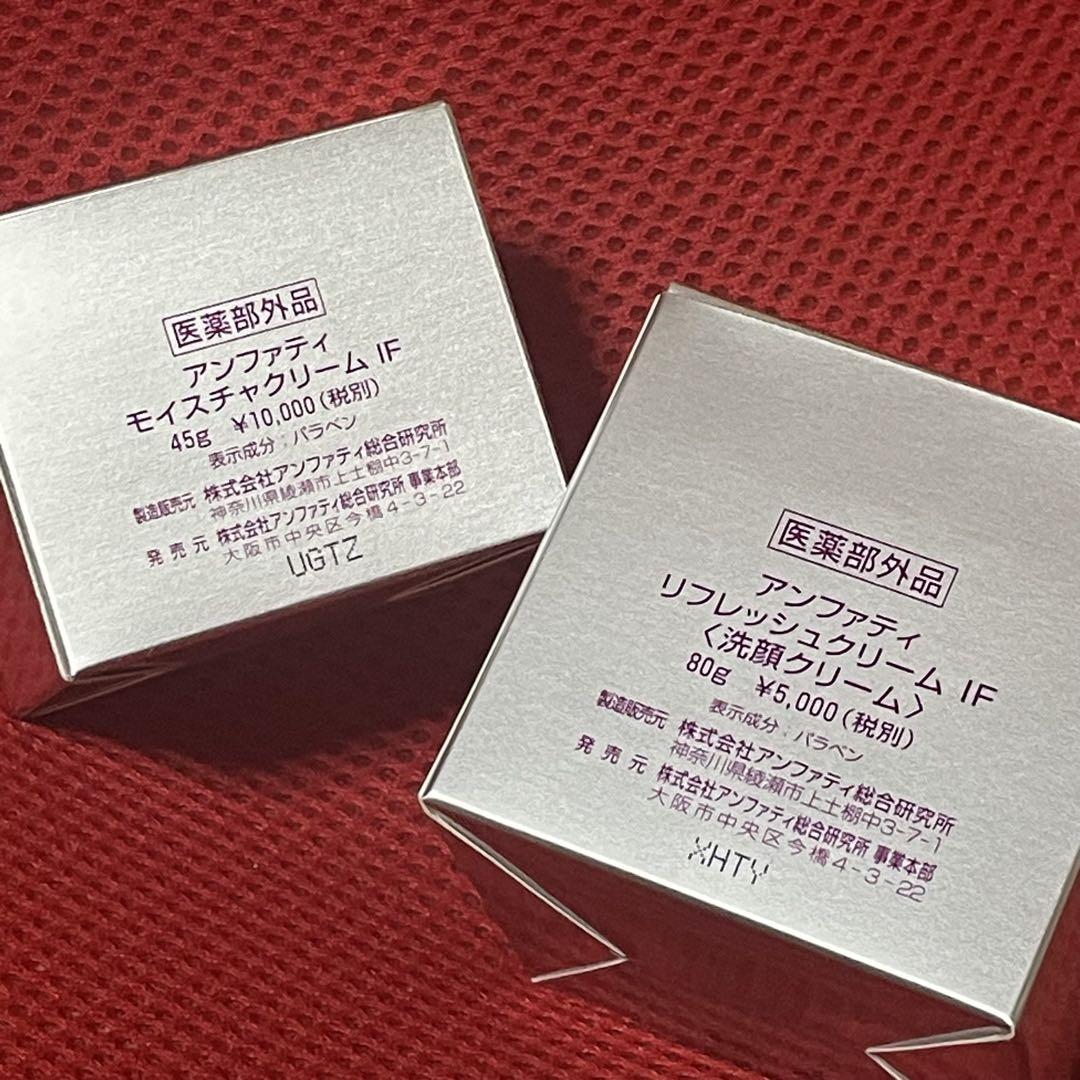 医薬部外品
アンファティ
モイスチャクリーム IF
45g ¥10,000(税別)
表示成分:パラベン
製造販売元 株式会社アンファティ総合研究所
神奈川県綾瀬市上土棚中3-7-1
発売元 株式会社アンファティ総合研究所 事業本部
大阪市中央区今橋4-3-22
UGTZ
医薬部外品
アンファティ
リフレッシュクリーム IF
〈洗顔クリーム〉
80g ¥5,000(税別)
表示成分:パラベン
製造販売元 株式会社アンファティ総合研究所
神奈川県綾瀬市上土棚中3-7-1
発売元 株式会社アンファティ総合研究所 事業本部
大阪市中央区今橋4-3-22
XHTY